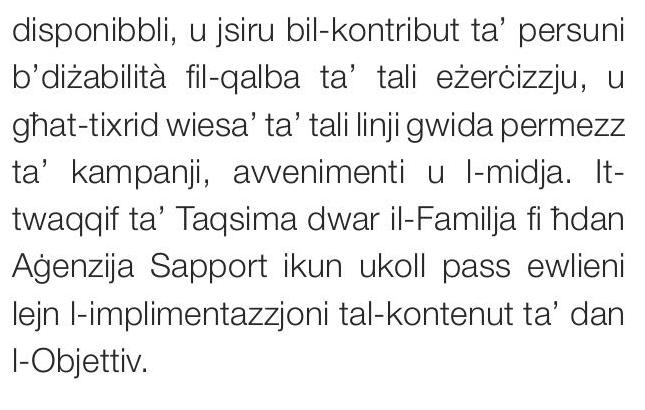 disponibbli, u jsiru bil-kontribut ta’ persuni
b’diżabilità fil-qalba ta’ tali eżerċizzju, u
għat-tixrid wiesa’ ta’ tali linji gwida permezz
ta’ kampanji, avvenimenti u l-midja. It-
twaqqif ta’ Taqsima dwar il-Familja fi ħdan
Aġenzija Sapport ikun ukoll pass ewlieni
lejn l-implimentazzjoni tal-kontenut ta’ dan
l-Objettiv.